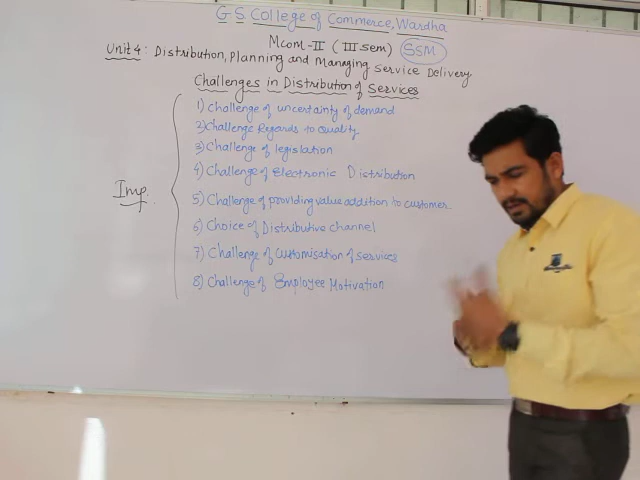 G.S. College of Commerce, Wardha
Mcom-II (III sem) SSM
Unit 4: Distribution, Planning and Managing Service Delivery
Challenges in Distribution of Services
1) Challenge of uncertainty of demand
2) Challenge Regards to Quality
3) Challenge of legislation
4) Challenge of Electronic Distribution
5) Challenge of providing value addition to customer
6) Choice of Distributive channel
7) Challenge of Customisation of services
8) Challenge of Employee Motivation
Imp.